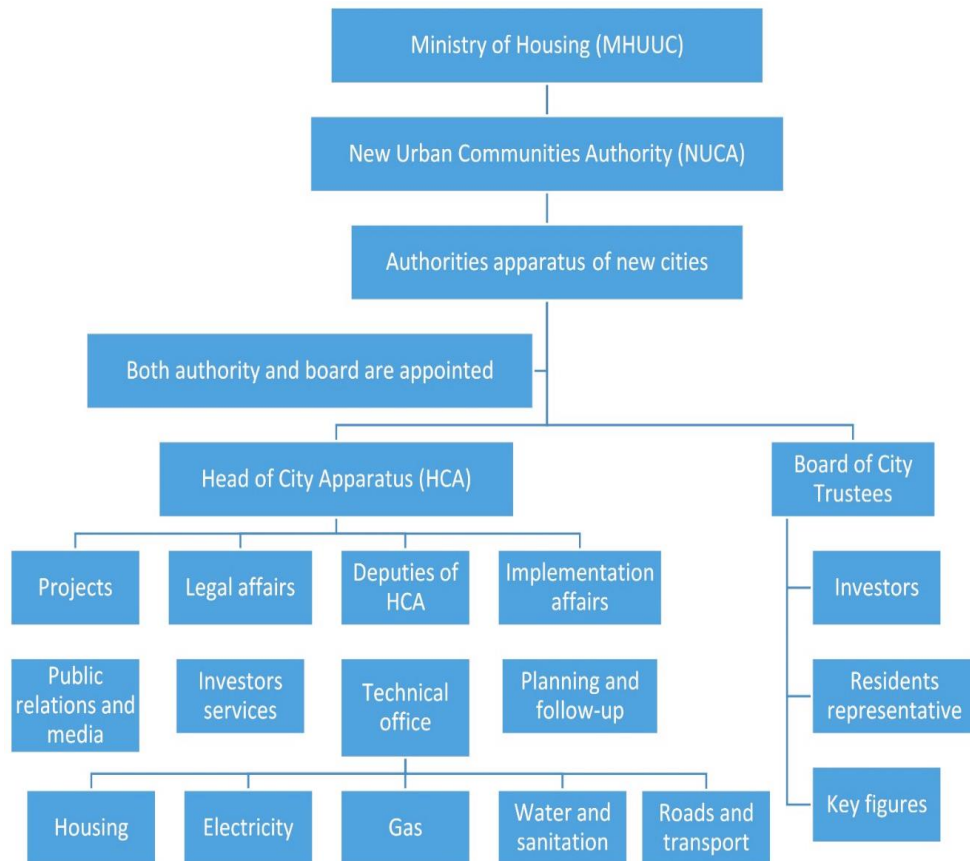 Ministry of Housing (MHUUC)
New Urban Communities Authority (NUCA)
Authorities apparatus of new cities
Both authority and board are appointed
Head of City Apparatus (HCA)
Board of City
Trustees
Projects
Legal affairs
Deputies of
HCA
Implementation
affairs
Investors
Public
relations and
media
Investors
services
Technical
office
Planning and
follow-up
Residents
representative
Housing
Electricity
Gas
Water and
sanitation
Roads and
transport
Key figures